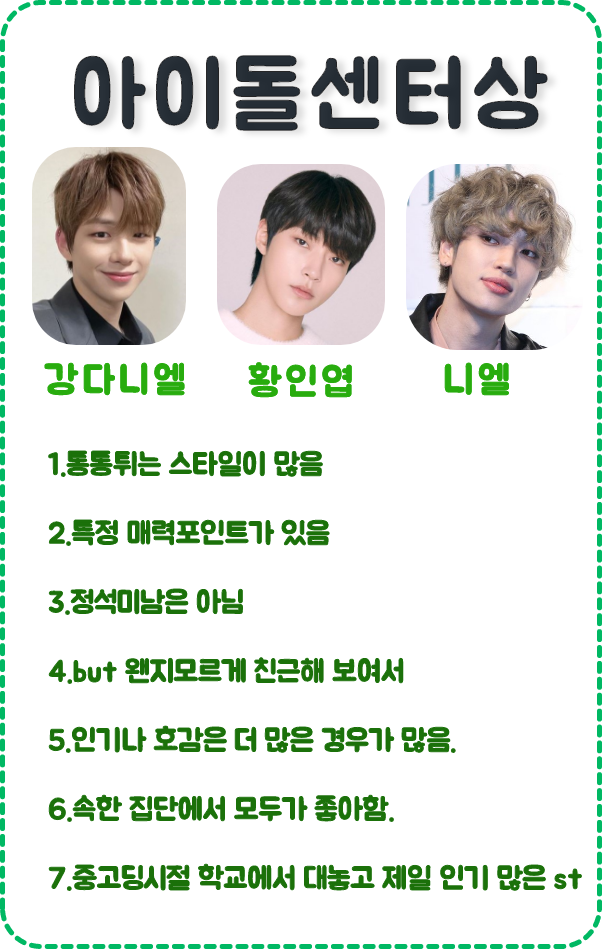 아이돌센터상
강다니엘 황인엽 니엘
1.통통튀는 스타일이 많음
2.특정 매력포인트가 있음
3.정석미남은 아님
4.but 왠지모르게 친근해 보여서
5.인기나 호감은 더 많은 경우가 많음.
6.속한 집단에서 모두가 좋아함.
7.중고딩시절 학교에서 대놓고 제일 인기 많은 st